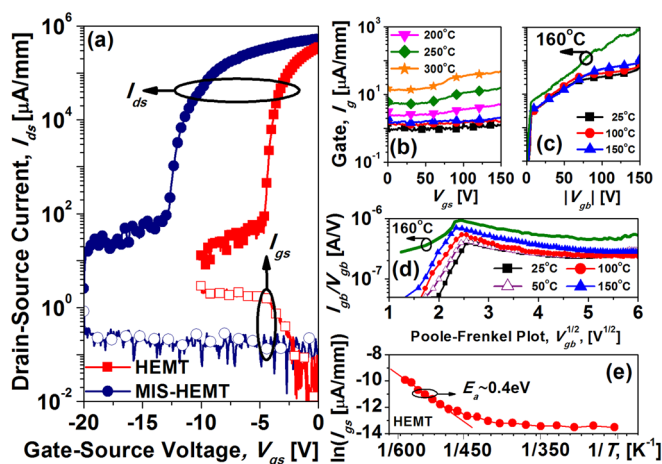 (a)
I_ds
I_gs
HEMT
MIS-HEMT
10^6
10^4
10^2
10^0
10^-2
-20 -15 -10 -5 0
Drain-Source Current, I_ds [µA/mm]
Gate-Source Voltage, V_gs [V]
200°C
250°C
300°C
(b)
10^1
10^-1
Gate, I_g [µA/mm]
0 50 100 150
V_gs [V]
160°C
(c)
25°C
100°C
150°C
0 50 100 150
|V_gb| [V]
160°C
(d)
25°C 100°C
50°C 150°C
10^-6
10^-7
I_gb/V_gb [A/V]
1 2 3 4 5 6
Poole-Frenkel Plot, V_gb^1/2, [V^1/2]
(e)
E_a~0.4eV
HEMT
-8
-10
-12
-14
ln(I_gs [µA/mm])
1/600 1/450 1/350 1/T, [K^-1]